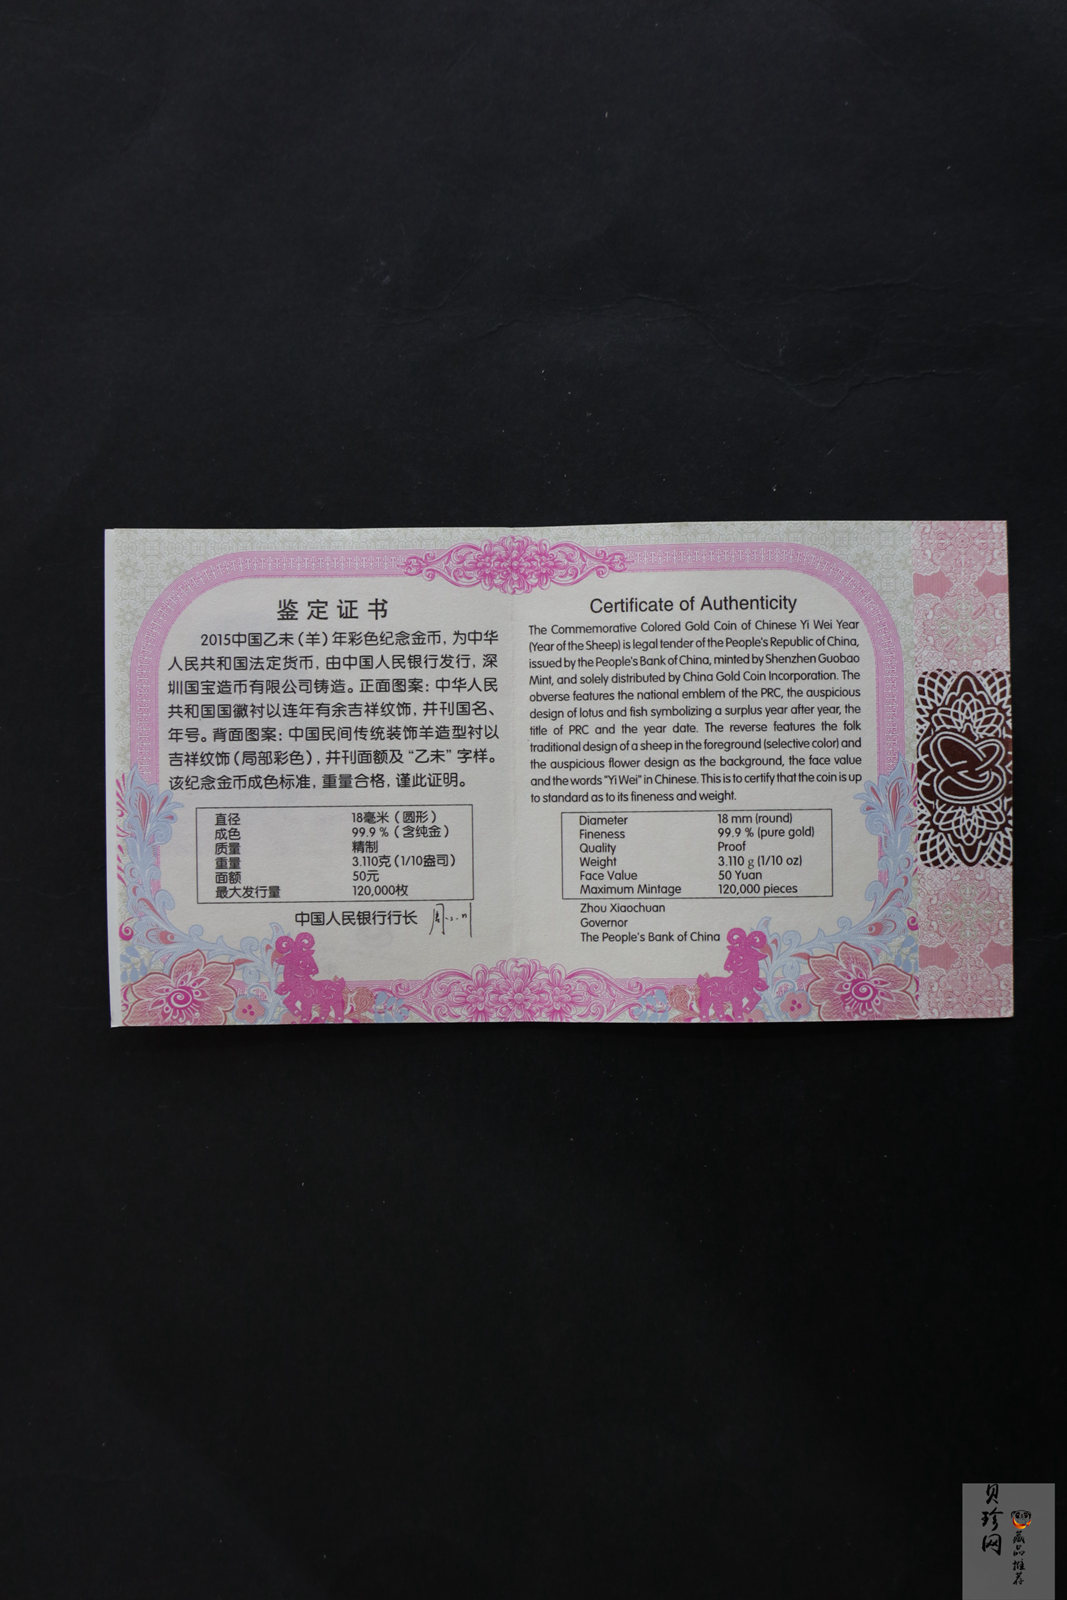 鉴定证书
2015中国乙未（羊）年彩色纪念金币，为中华
人民共和国法定货币，由中国人民银行发行，深
圳国宝造币有限公司铸造。正面图案：中华人民
共和国国徽衬以连年有余吉祥纹饰，并刊国名、
年号。背面图案：中国民间传统装饰羊造型衬以
吉祥纹饰（局部彩色），并刊面额及“乙未”字样。
该纪念金币成色标准，重量合格，谨此证明。
直径 18毫米（圆形）
成色 99.9 %（含纯金）
质量 精制
重量 3.110克（1/10盎司）
面额 50元
最大发行量 120,000枚
中国人民银行行长
Certificate of Authenticity
The Commemorative Colored Gold Coin of Chinese Yi Wei Year
(Year of the Sheep) is legal tender of the People's Republic of China,
issued by the People's Bank of China, minted by Shenzhen Guobao
Mint, and solely distributed by China Gold Coin Incorporation. The
obverse features the national emblem of the PRC, the auspicious
design of lotus and fish symbolizing a surplus year after year, the
title of PRC and the year date. The reverse features the folk
traditional design of a sheep in the foreground (selective color) and
the auspicious flower design as the background, the face value
and the words "Yi Wei" in Chinese. This is to certify that the coin is up
to standard as to its fineness and weight.
Diameter 18 mm (round)
Fineness 99.9 % (pure gold)
Quality Proof
Weight 3.110 g (1/10 oz)
Face Value 50 Yuan
Maximum Mintage 120,000 pieces
Zhou Xiaochuan
Governor
The People's Bank of China
贝珍网
藏品推荐